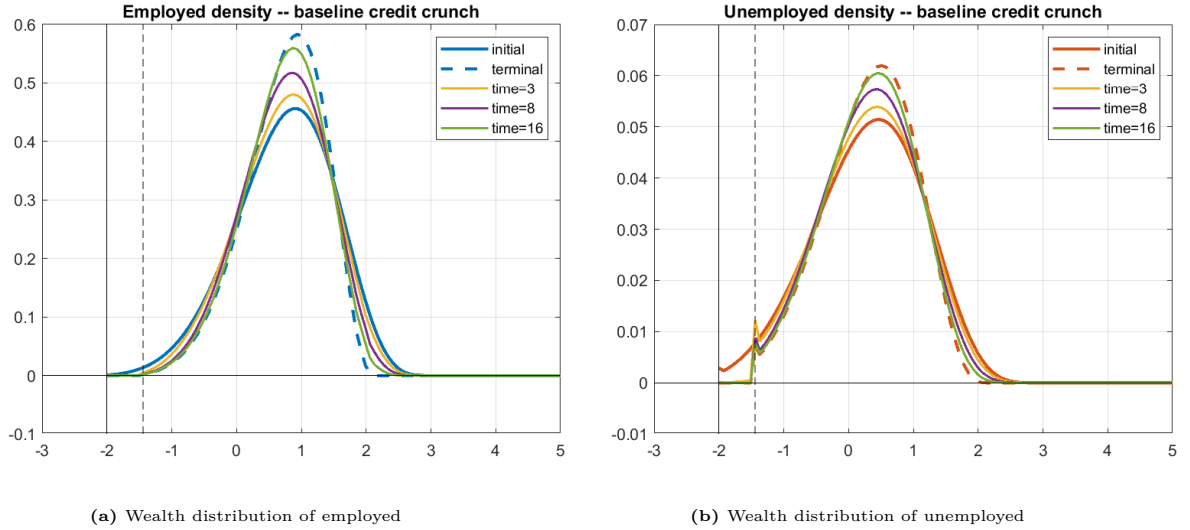 Employed density -- baseline credit crunch
0.6
0.5
0.4
0.3
0.2
0.1
0
-0.1
-3
-2
-1
0
1
2
3
4
5
initial
terminal
time=3
time=8
time=16
(a) Wealth distribution of employed
Unemployed density -- baseline credit crunch
0.07
0.06
0.05
0.04
0.03
0.02
0.01
0
-0.01
-3
-2
-1
0
1
2
3
4
5
initial
terminal
time=3
time=8
time=16
(b) Wealth distribution of unemployed